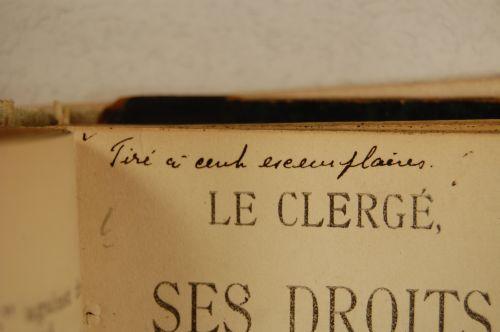 Tiré à cent exemplaires.
LE CLERGÉ,
SES DROITS